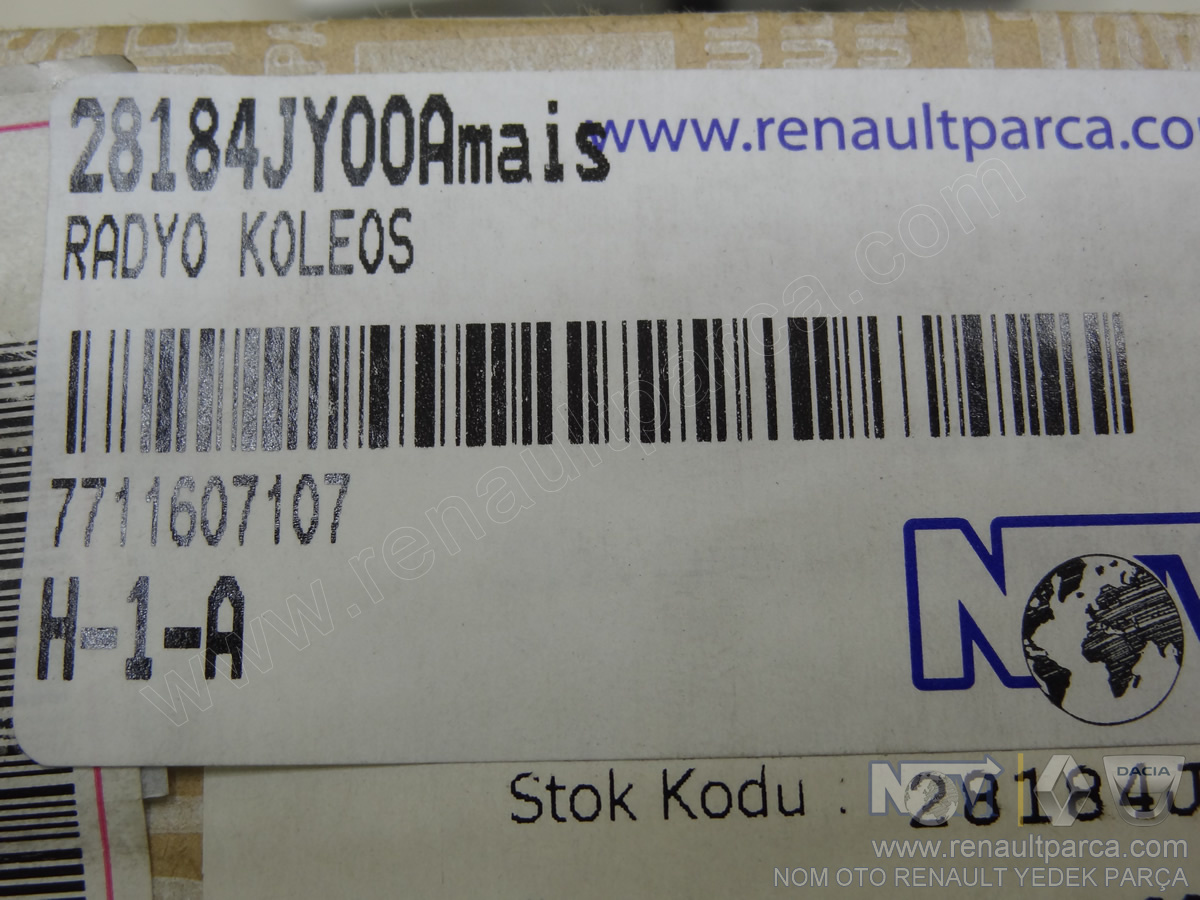 28184JY00Amais
www.renaultparca.co
RADYO KOLEOS
www.renaultparca.com
7711607107
H-1-A
Stok Kodu : 28184J
DACIA
www.renaultparca.com
NOM OTO RENAULT YEDEK PARÇA